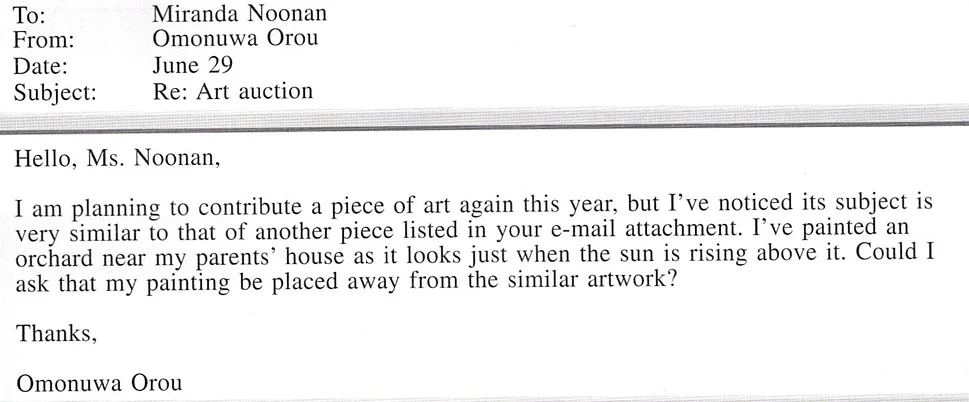 To: Miranda Noonan
From: Omonuwa Orou
Date: June 29
Subject: Re: Art auction
Hello, Ms. Noonan,
I am planning to contribute a piece of art again this year, but I've noticed its subject is
very similar to that of another piece listed in your e-mail attachment. I've painted an
orchard near my parents' house as it looks just when the sun is rising above it. Could I
ask that my painting be placed away from the similar artwork?
Thanks,
Omonuwa Orou